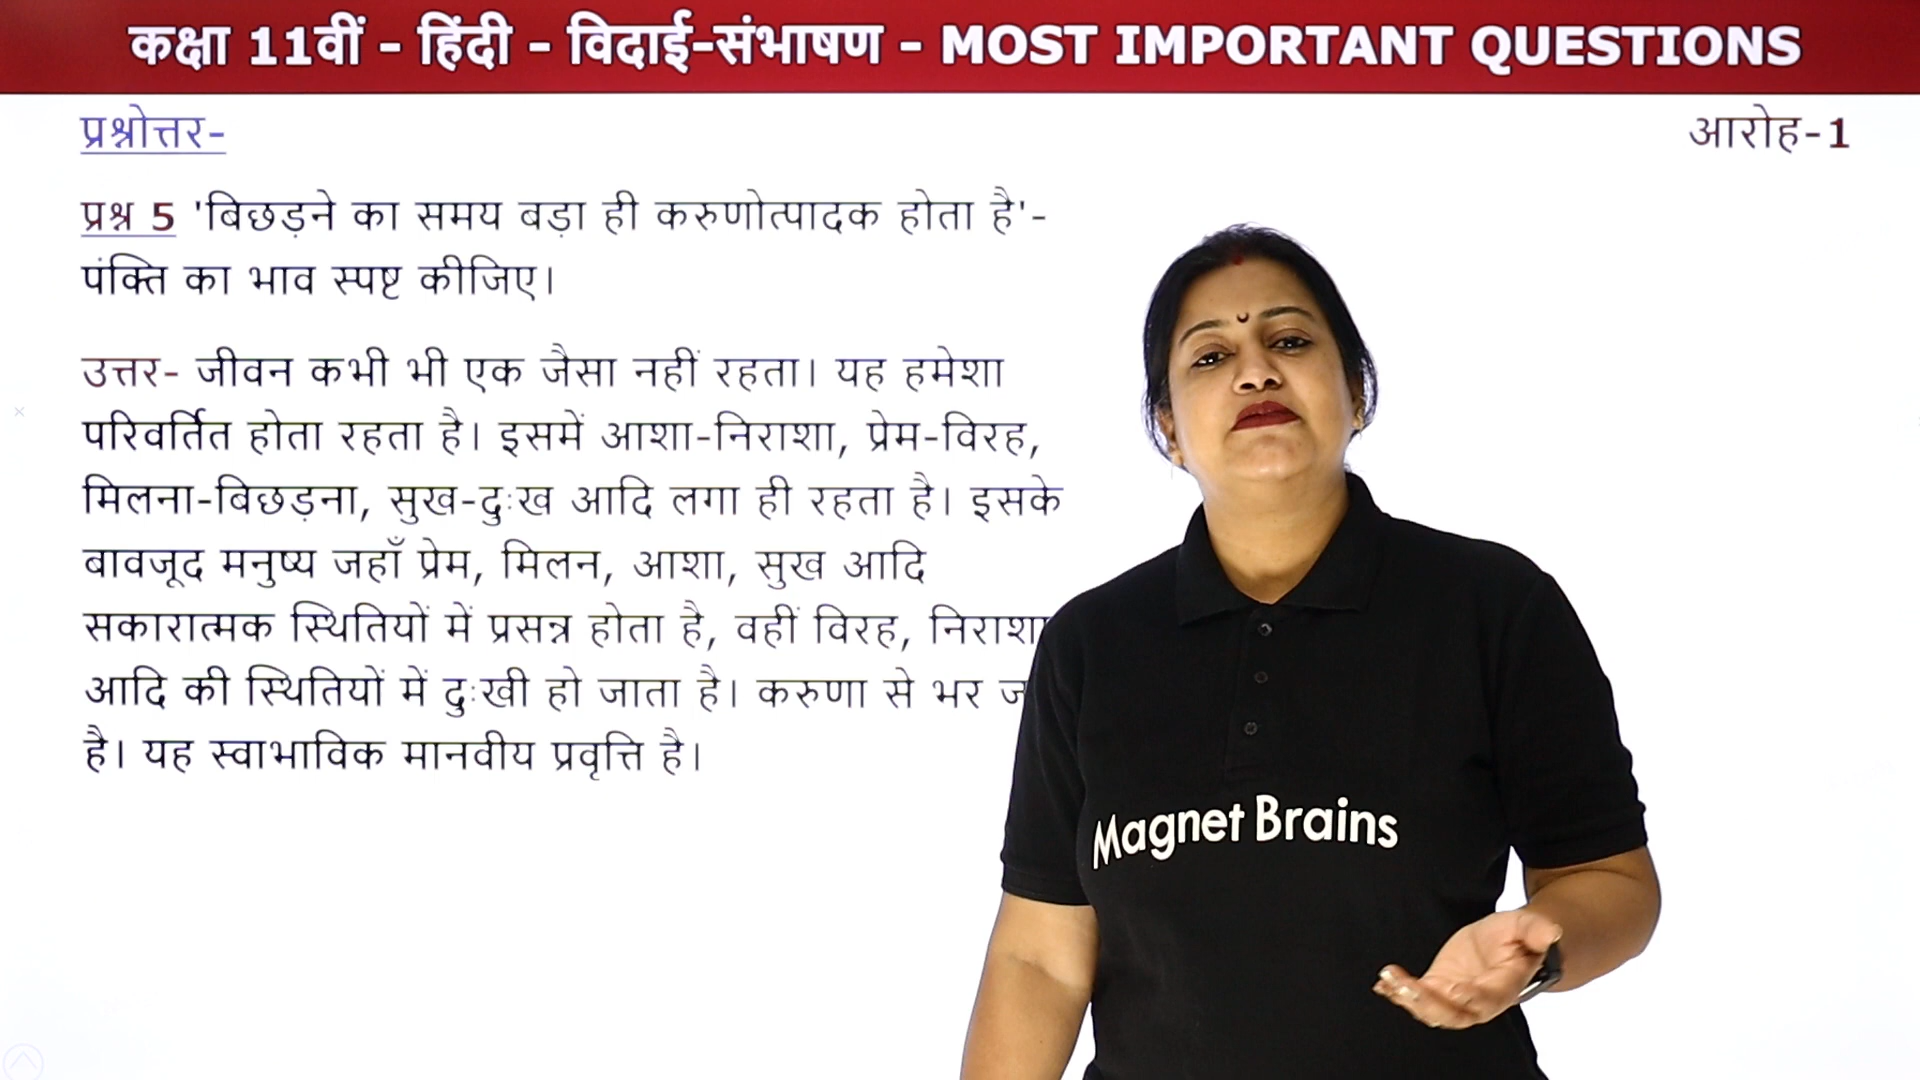 कक्षा 11वीं - हिंदी - विदाई-संभाषण - MOST IMPORTANT QUESTIONS
प्रश्नोत्तर-
आरोह-1
प्रश्न 5 'बिछड़ने का समय बड़ा ही करुणोत्पादक होता है'-
पंक्ति का भाव स्पष्ट कीजिए।
उत्तर- जीवन कभी भी एक जैसा नहीं रहता। यह हमेशा
परिवर्तित होता रहता है। इसमें आशा-निराशा, प्रेम-विरह,
मिलना-बिछड़ना, सुख-दुःख आदि लगा ही रहता है। इसके
बावजूद मनुष्य जहाँ प्रेम, मिलन, आशा, सुख आदि
सकारात्मक स्थितियों में प्रसन्न होता है, वहीं विरह, निराशा
आदि की स्थितियों में दुःखी हो जाता है। करुणा से भर
है। यह स्वाभाविक मानवीय प्रवृत्ति है।
Magnet Brains